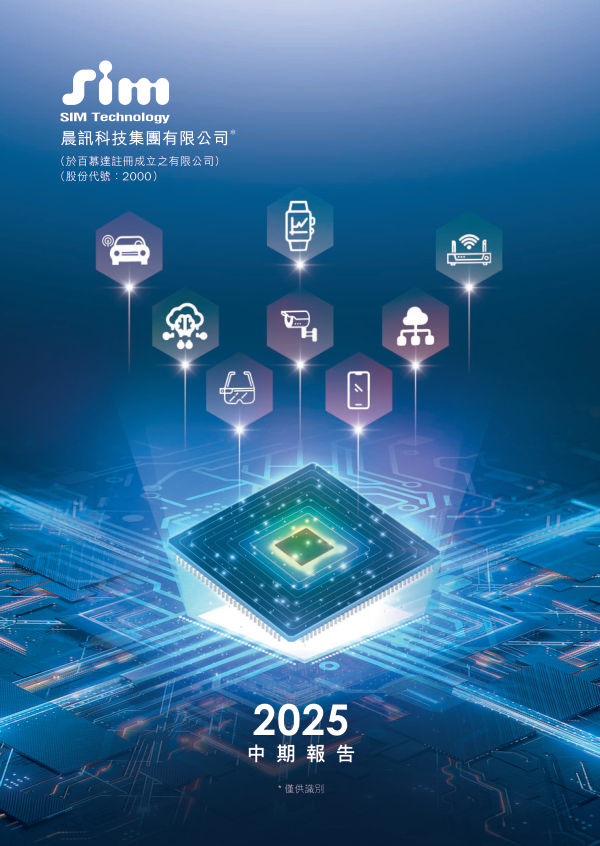 sim
SIM Technology
晨訊科技集團有限公司*
(於百慕達註冊成立之有限公司)
(股份代號：2000)
2025
中期報告
* 僅供識別